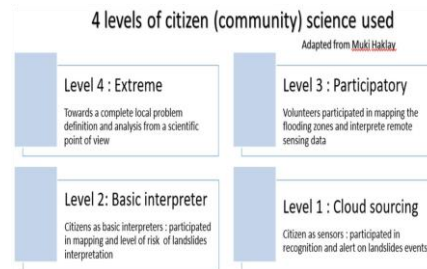 4 levels of citizen (community) science used
Adapted from Muki Haklay
Level 4 : Extreme
Towards a complete local problem
definition and analysis from a scientific
point of view
Level 3 : Participatory
Volunteers participated in mapping the
flooding zones and interprete remote
sensing data
Level 2: Basic interpreter
Citizens as basic interpreters : participated
in mapping and level of risk of landslides
interpretation
Level 1 : Cloud sourcing
Citizen as sensors : participated in
recognition and alert on landslides events